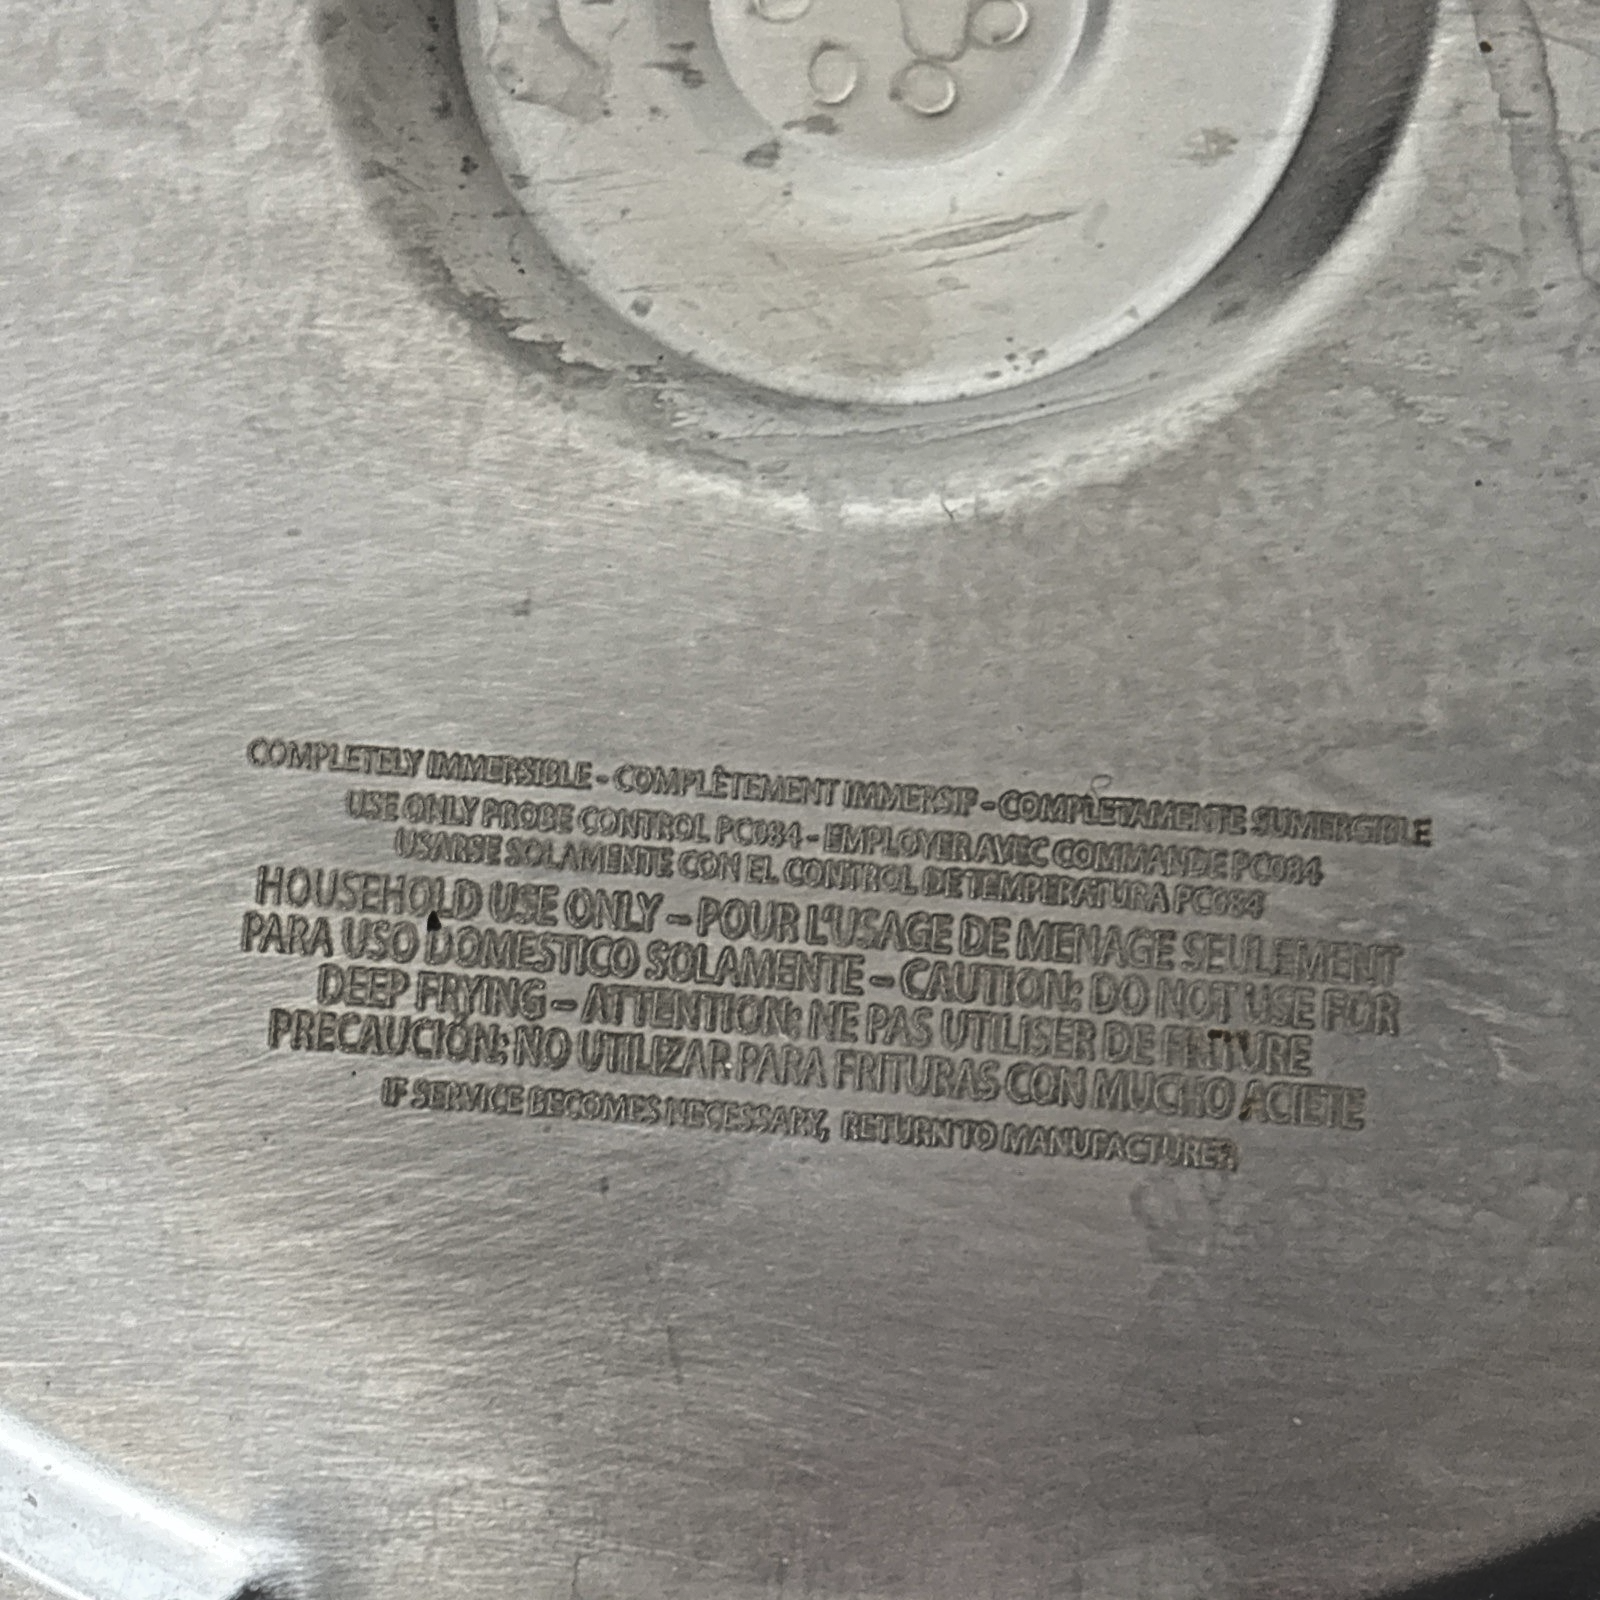 COMPLETELY IMMERSIBLE - COMPLÈTEMENT IMMERSIF - COMPLETAMENTE SUMERGIBLE
USE ONLY PROBE CONTROL PC084 - EMPLOYER AVEC COMMANDE PC084
USARSE SOLAMENTE CON EL CONTROL DE TEMPERATURA PC084
HOUSEHOLD USE ONLY – POUR L'USAGE DE MENAGE SEULEMENT
PARA USO DOMESTICO SOLAMENTE – CAUTION: DO NOT USE FOR
DEEP FRYING – ATTENTION: NE PAS UTILISER DE FRITURE
PRECAUCIÓN: NO UTILIZAR PARA FRITURAS CON MUCHO ACIETE
IF SERVICE BECOMES NECESSARY, RETURN TO MANUFACTURER